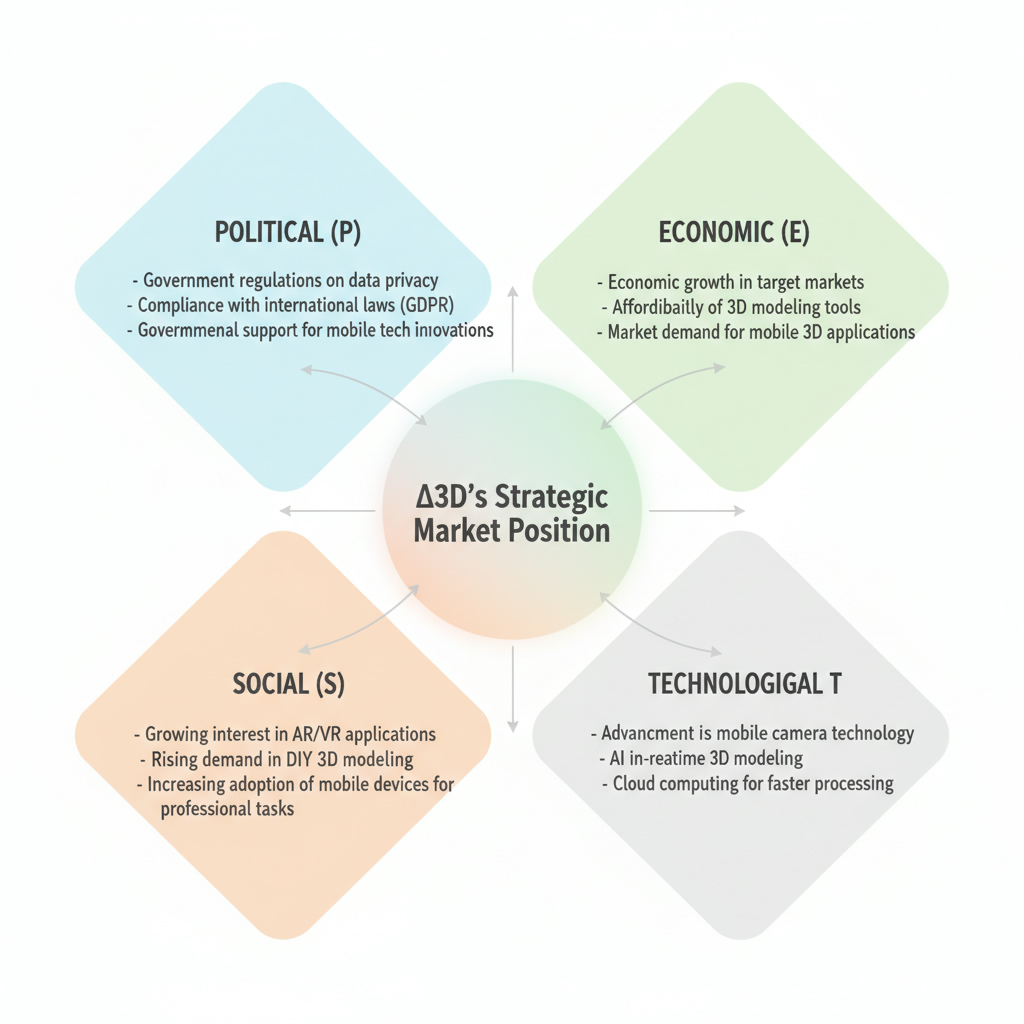 POLITICAL (P)
- Government regulations on data privacy
- Compliance with international laws (GDPR)
- Govermmenal support for mobile tech innovations
ECONOMIC (E)
- Economic growth in target markets
- Affordibaitly of 3D modeling tools
- Market demand for mobile 3D applications
Δ3D's Strategic
Market Position
SOCIAL (S)
- Growing interest in AR/VR applications
- Rising demand in DIY 3D modeling
- Increasing adoption of mobile devices for
professional tasks
TECHNOLOGIGAL T
- Advancment is mobile camera technology
- AI in-reatime 3D modeling
- Cloud computing for faster processing